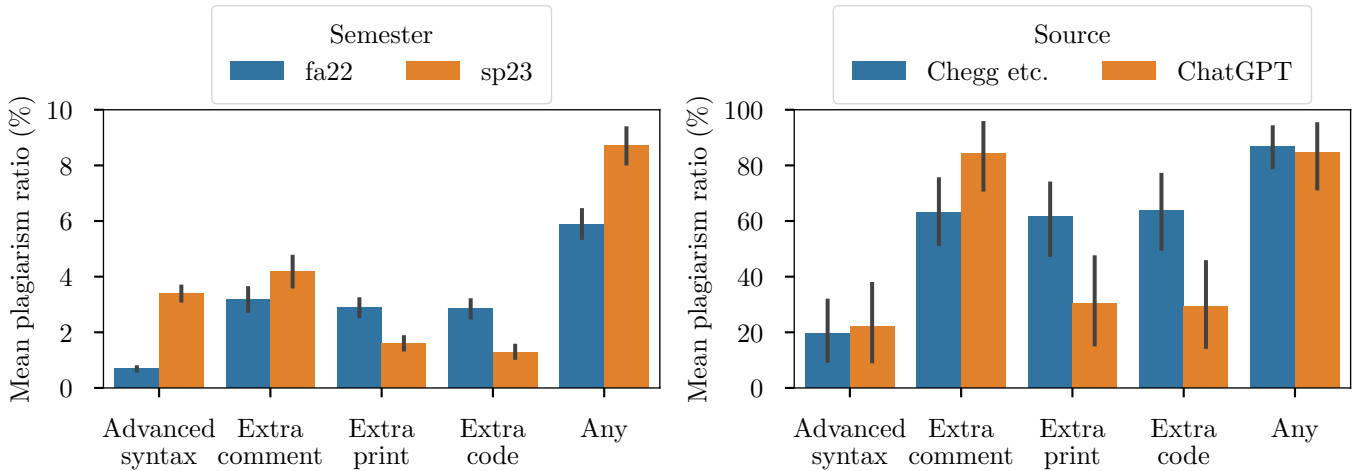 Semester
fa22 sp23
Mean plagiarism ratio (%)
10
8
6
4
2
0
Advanced syntax
Extra comment
Extra print
Extra code
Any
Source
Chegg etc. ChatGPT
Mean plagiarism ratio (%)
100
80
60
40
20
0
Advanced syntax
Extra comment
Extra print
Extra code
Any